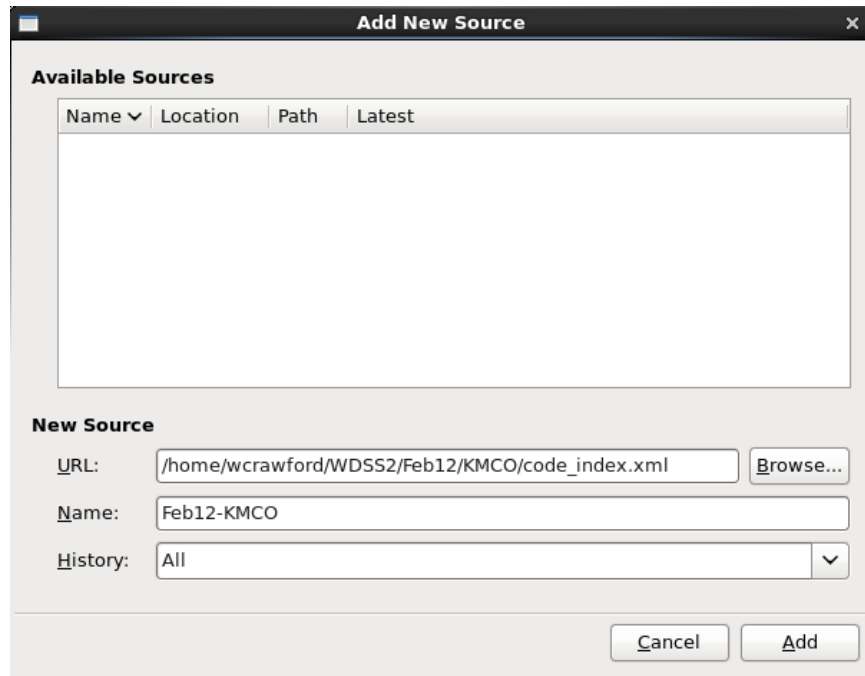 Add New Source
Available Sources
Name Location Path Latest
New Source
URL: /home/wcrawford/WDSS2/Feb12/KMCO/code_index.xml Browse...
Name: Feb12-KMCO
History: All
Cancel Add